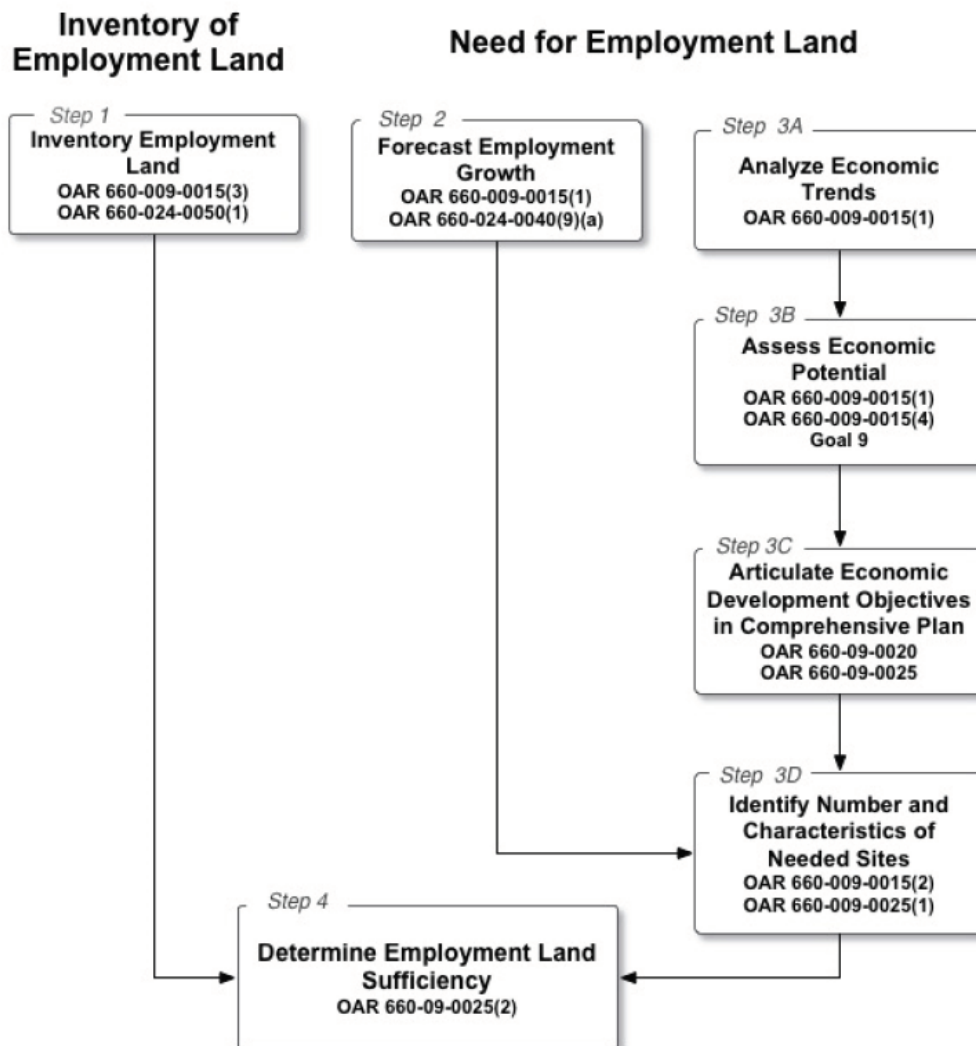 Inventory of
Employment Land
Need for Employment Land
Step 1
Inventory Employment
Land
OAR 660-009-0015(3)
OAR 660-024-0050(1)
Step 2
Forecast Employment
Growth
OAR 660-009-0015(1)
OAR 660-024-0040(9)(a)
Step 3A
Analyze Economic
Trends
OAR 660-009-0015(1)
Step 3B
Assess Economic
Potential
OAR 660-009-0015(1)
OAR 660-009-0015(4)
Goal 9
Step 3C
Articulate Economic
Development Objectives
in Comprehensive Plan
OAR 660-09-0020
OAR 660-09-0025
Step 3D
Identify Number and
Characteristics of
Needed Sites
OAR 660-009-0015(2)
OAR 660-009-0025(1)
Step 4
Determine Employment Land
Sufficiency
OAR 660-09-0025(2)